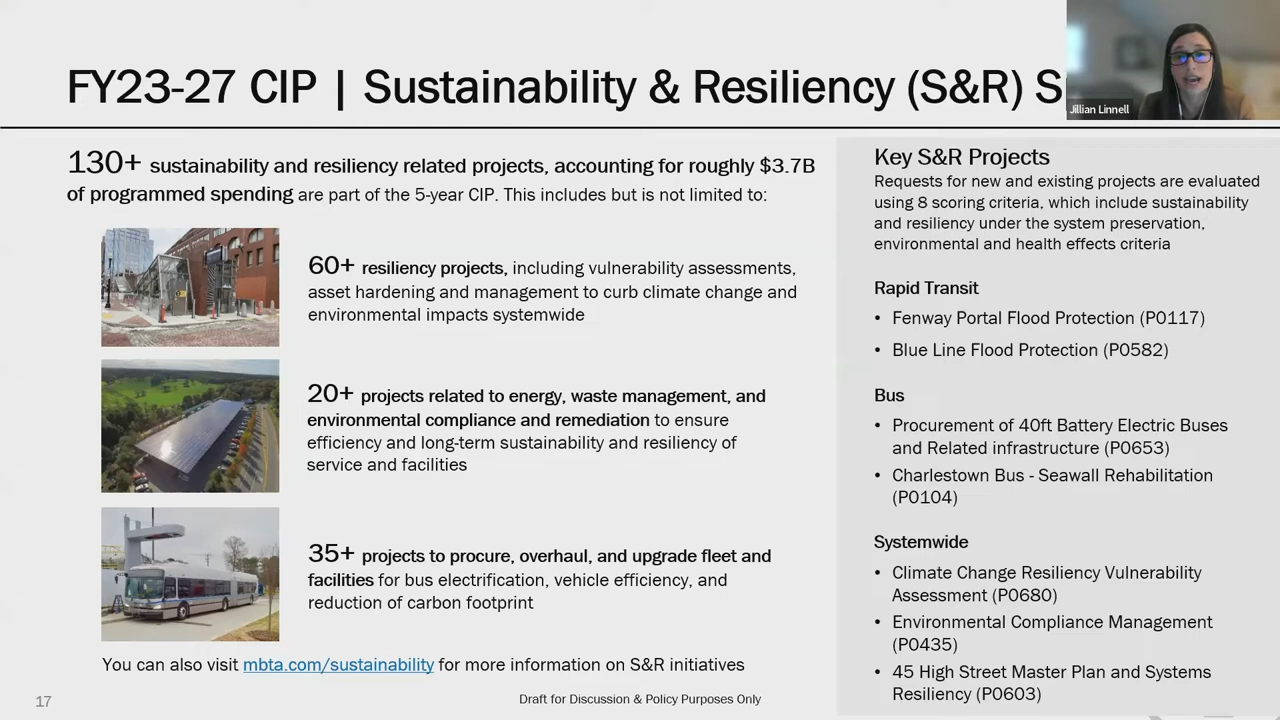 FY23-27 CIP | Sustainability & Resiliency (S&R)
Jillian Linnell
130+ sustainability and resiliency related projects, accounting for roughly $3.7B
of programmed spending are part of the 5-year CIP. This includes but is not limited to:
60+ resiliency projects, including vulnerability assessments,
asset hardening and management to curb climate change and
environmental impacts systemwide
20+ projects related to energy, waste management, and
environmental compliance and remediation to ensure
efficiency and long-term sustainability and resiliency of
service and facilities
35+ projects to procure, overhaul, and upgrade fleet and
facilities for bus electrification, vehicle efficiency, and
reduction of carbon footprint
You can also visit mbta.com/sustainability for more information on S&R initiatives
Key S&R Projects
Requests for new and existing projects are evaluated
using 8 scoring criteria, which include sustainability
and resiliency under the system preservation,
environmental and health effects criteria
Rapid Transit
• Fenway Portal Flood Protection (P0117)
• Blue Line Flood Protection (P0582)
Bus
• Procurement of 40ft Battery Electric Buses
and Related infrastructure (P0653)
• Charlestown Bus - Seawall Rehabilitation
(P0104)
Systemwide
• Climate Change Resiliency Vulnerability
Assessment (P0680)
• Environmental Compliance Management
(P0435)
• 45 High Street Master Plan and Systems
Resiliency (P0603)
17
Draft for Discussion & Policy Purposes Only